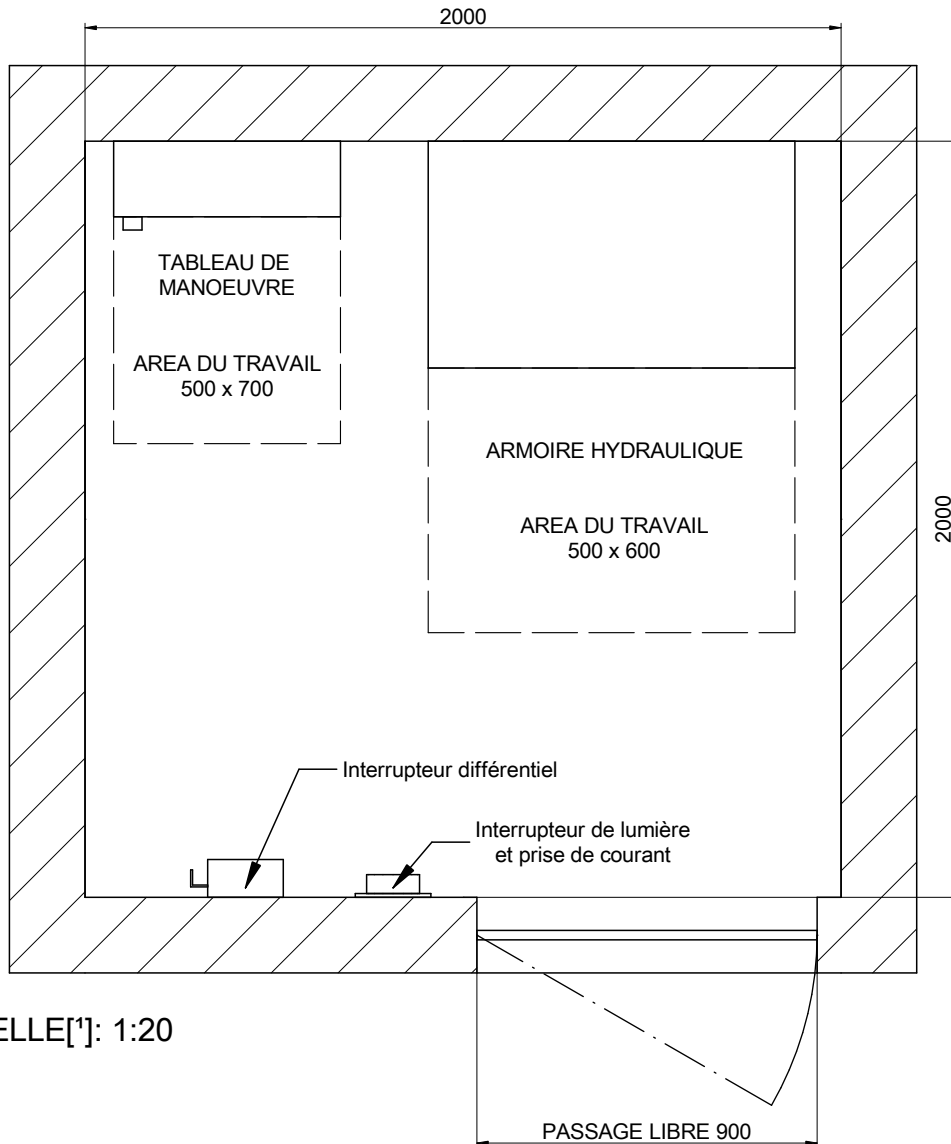 2000
TABLEAU DE
MANOEUVRE
AREA DU TRAVAIL
500 x 700
ARMOIRE HYDRAULIQUE
AREA DU TRAVAIL
500 x 600
2000
Interrupteur différentiel
Interrupteur de lumière
et prise de courant
ELLE[¹]: 1:20
PASSAGE LIBRE 900